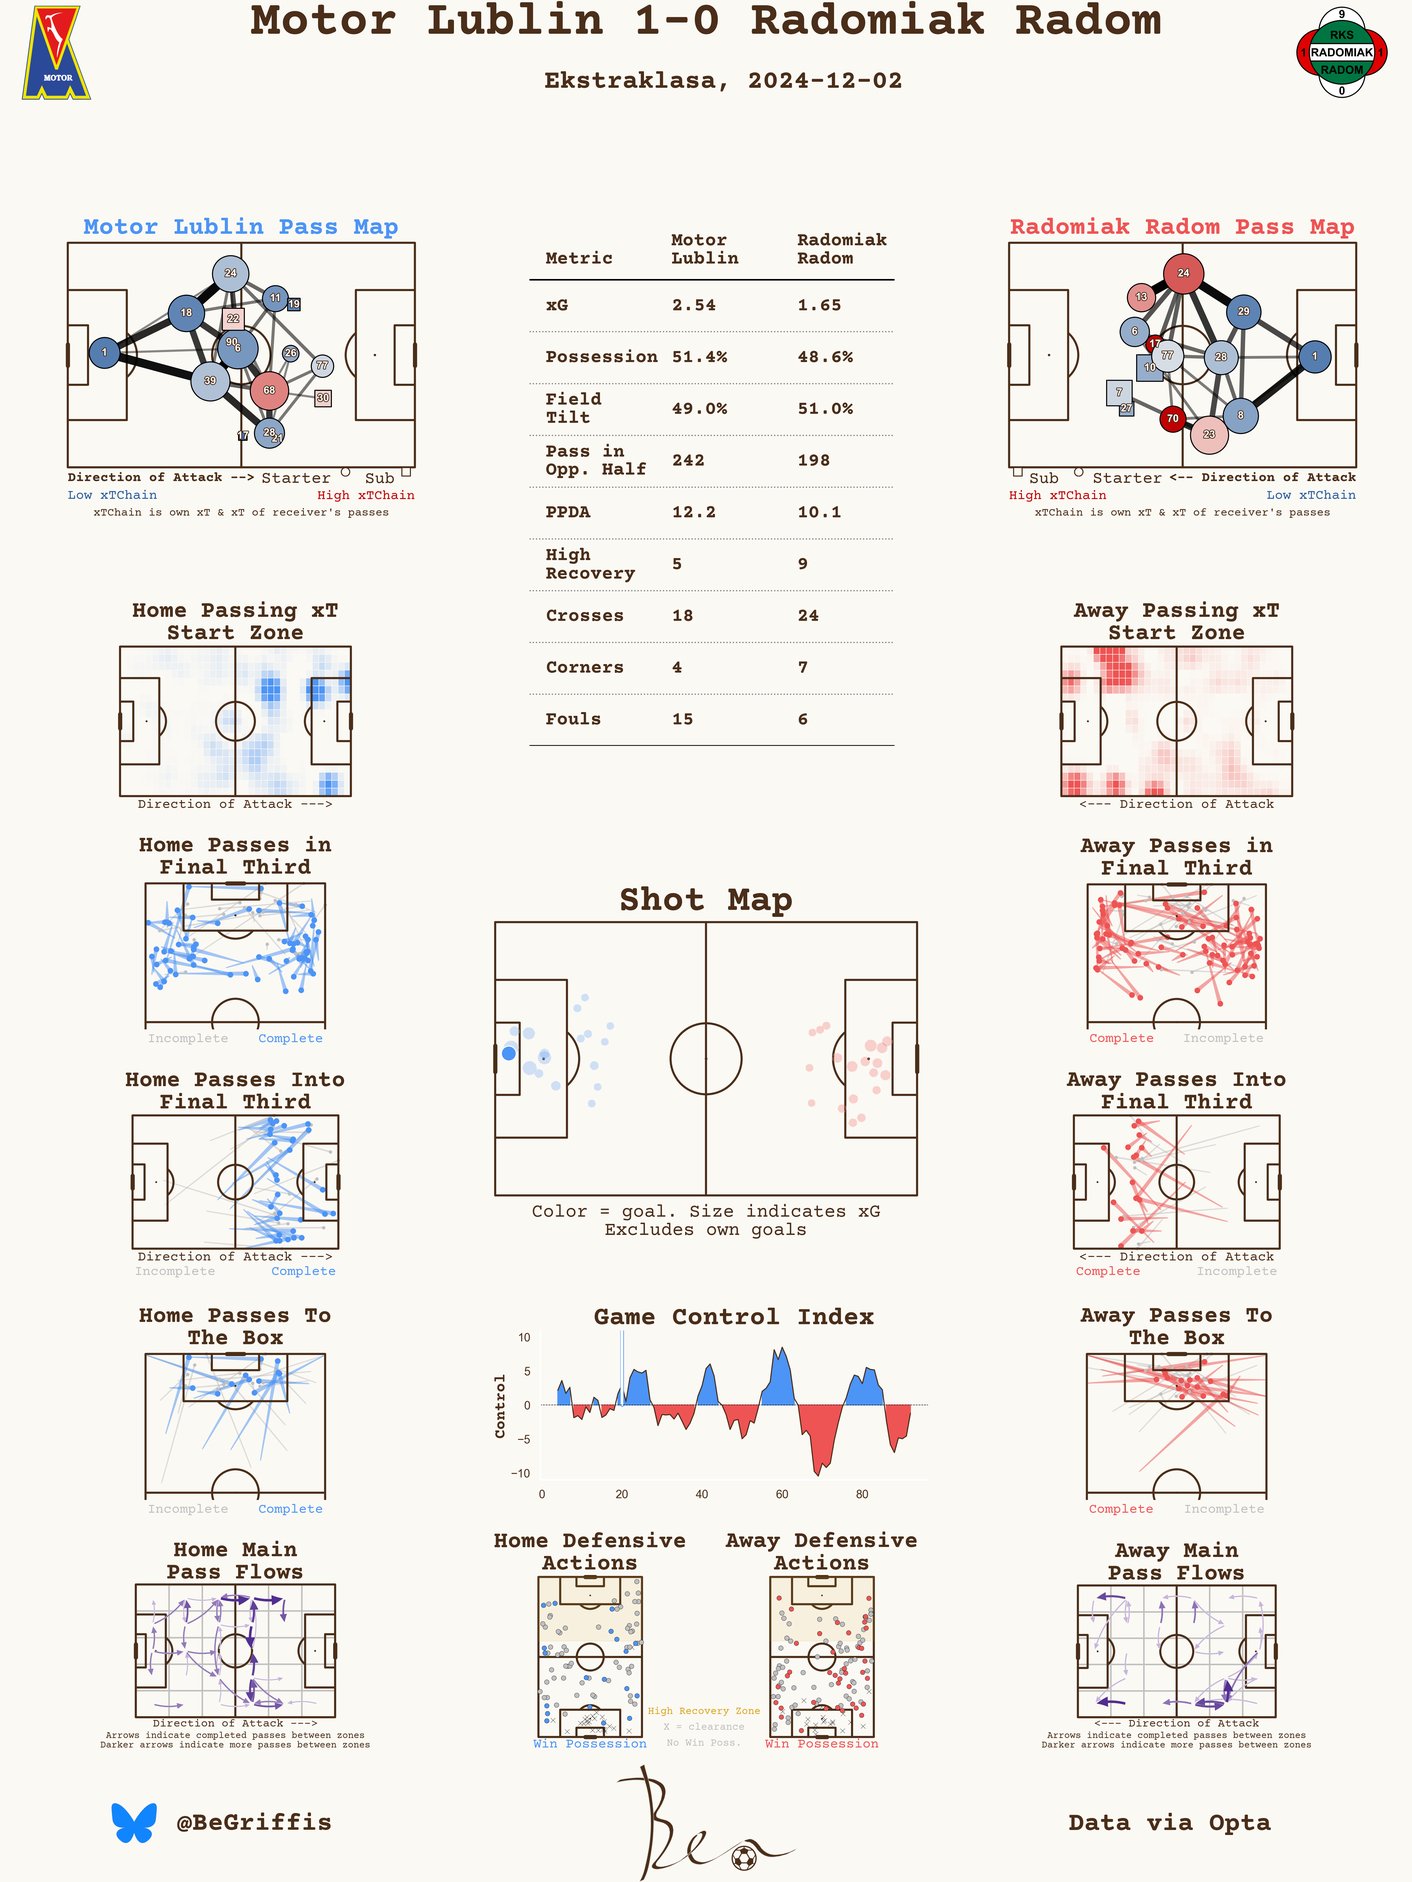 Motor Lublin 1-0 Radomiak Radom
Ekstraklasa, 2024-12-02
MOTOR
9
RKS
1 RADOMIAK 1
RADOM
0
Motor Lublin Pass Map
24
11
19
18
22
90
6
1
26
77
39
68
30
28
21
17
Direction of Attack --> Starter Sub
Low xTChain High xTChain
xTChain is own xT & xT of receiver's passes
Metric Motor Lublin Radomiak Radom
xG 2.54 1.65
Possession 51.4% 48.6%
Field Tilt 49.0% 51.0%
Pass in Opp. Half 242 198
PPDA 12.2 10.1
High Recovery 5 9
Crosses 18 24
Corners 4 7
Fouls 15 6
Radomiak Radom Pass Map
24
13
29
6
17
77
28
1
10
7
27
70
8
23
Sub Starter <-- Direction of Attack
High xTChain Low xTChain
xTChain is own xT & xT of receiver's passes
Home Passing xT
Start Zone
Direction of Attack --->
Away Passing xT
Start Zone
<--- Direction of Attack
Home Passes in
Final Third
Incomplete Complete
Away Passes in
Final Third
Complete Incomplete
Shot Map
Color = goal. Size indicates xG
Excludes own goals
Home Passes Into
Final Third
Direction of Attack --->
Incomplete Complete
Away Passes Into
Final Third
<--- Direction of Attack
Complete Incomplete
Home Passes To
The Box
Incomplete Complete
Game Control Index
Control
10
5
0
−5
−10
0 20 40 60 80
Away Passes To
The Box
Complete Incomplete
Home Main
Pass Flows
Direction of Attack --->
Arrows indicate completed passes between zones
Darker arrows indicate more passes between zones
Home Defensive
Actions
Win Possession
High Recovery Zone
X = clearance
No Win Poss.
Away Defensive
Actions
Win Possession
Away Main
Pass Flows
<--- Direction of Attack
Arrows indicate completed passes between zones
Darker arrows indicate more passes between zones
@BeGriffis
Ben
Data via Opta